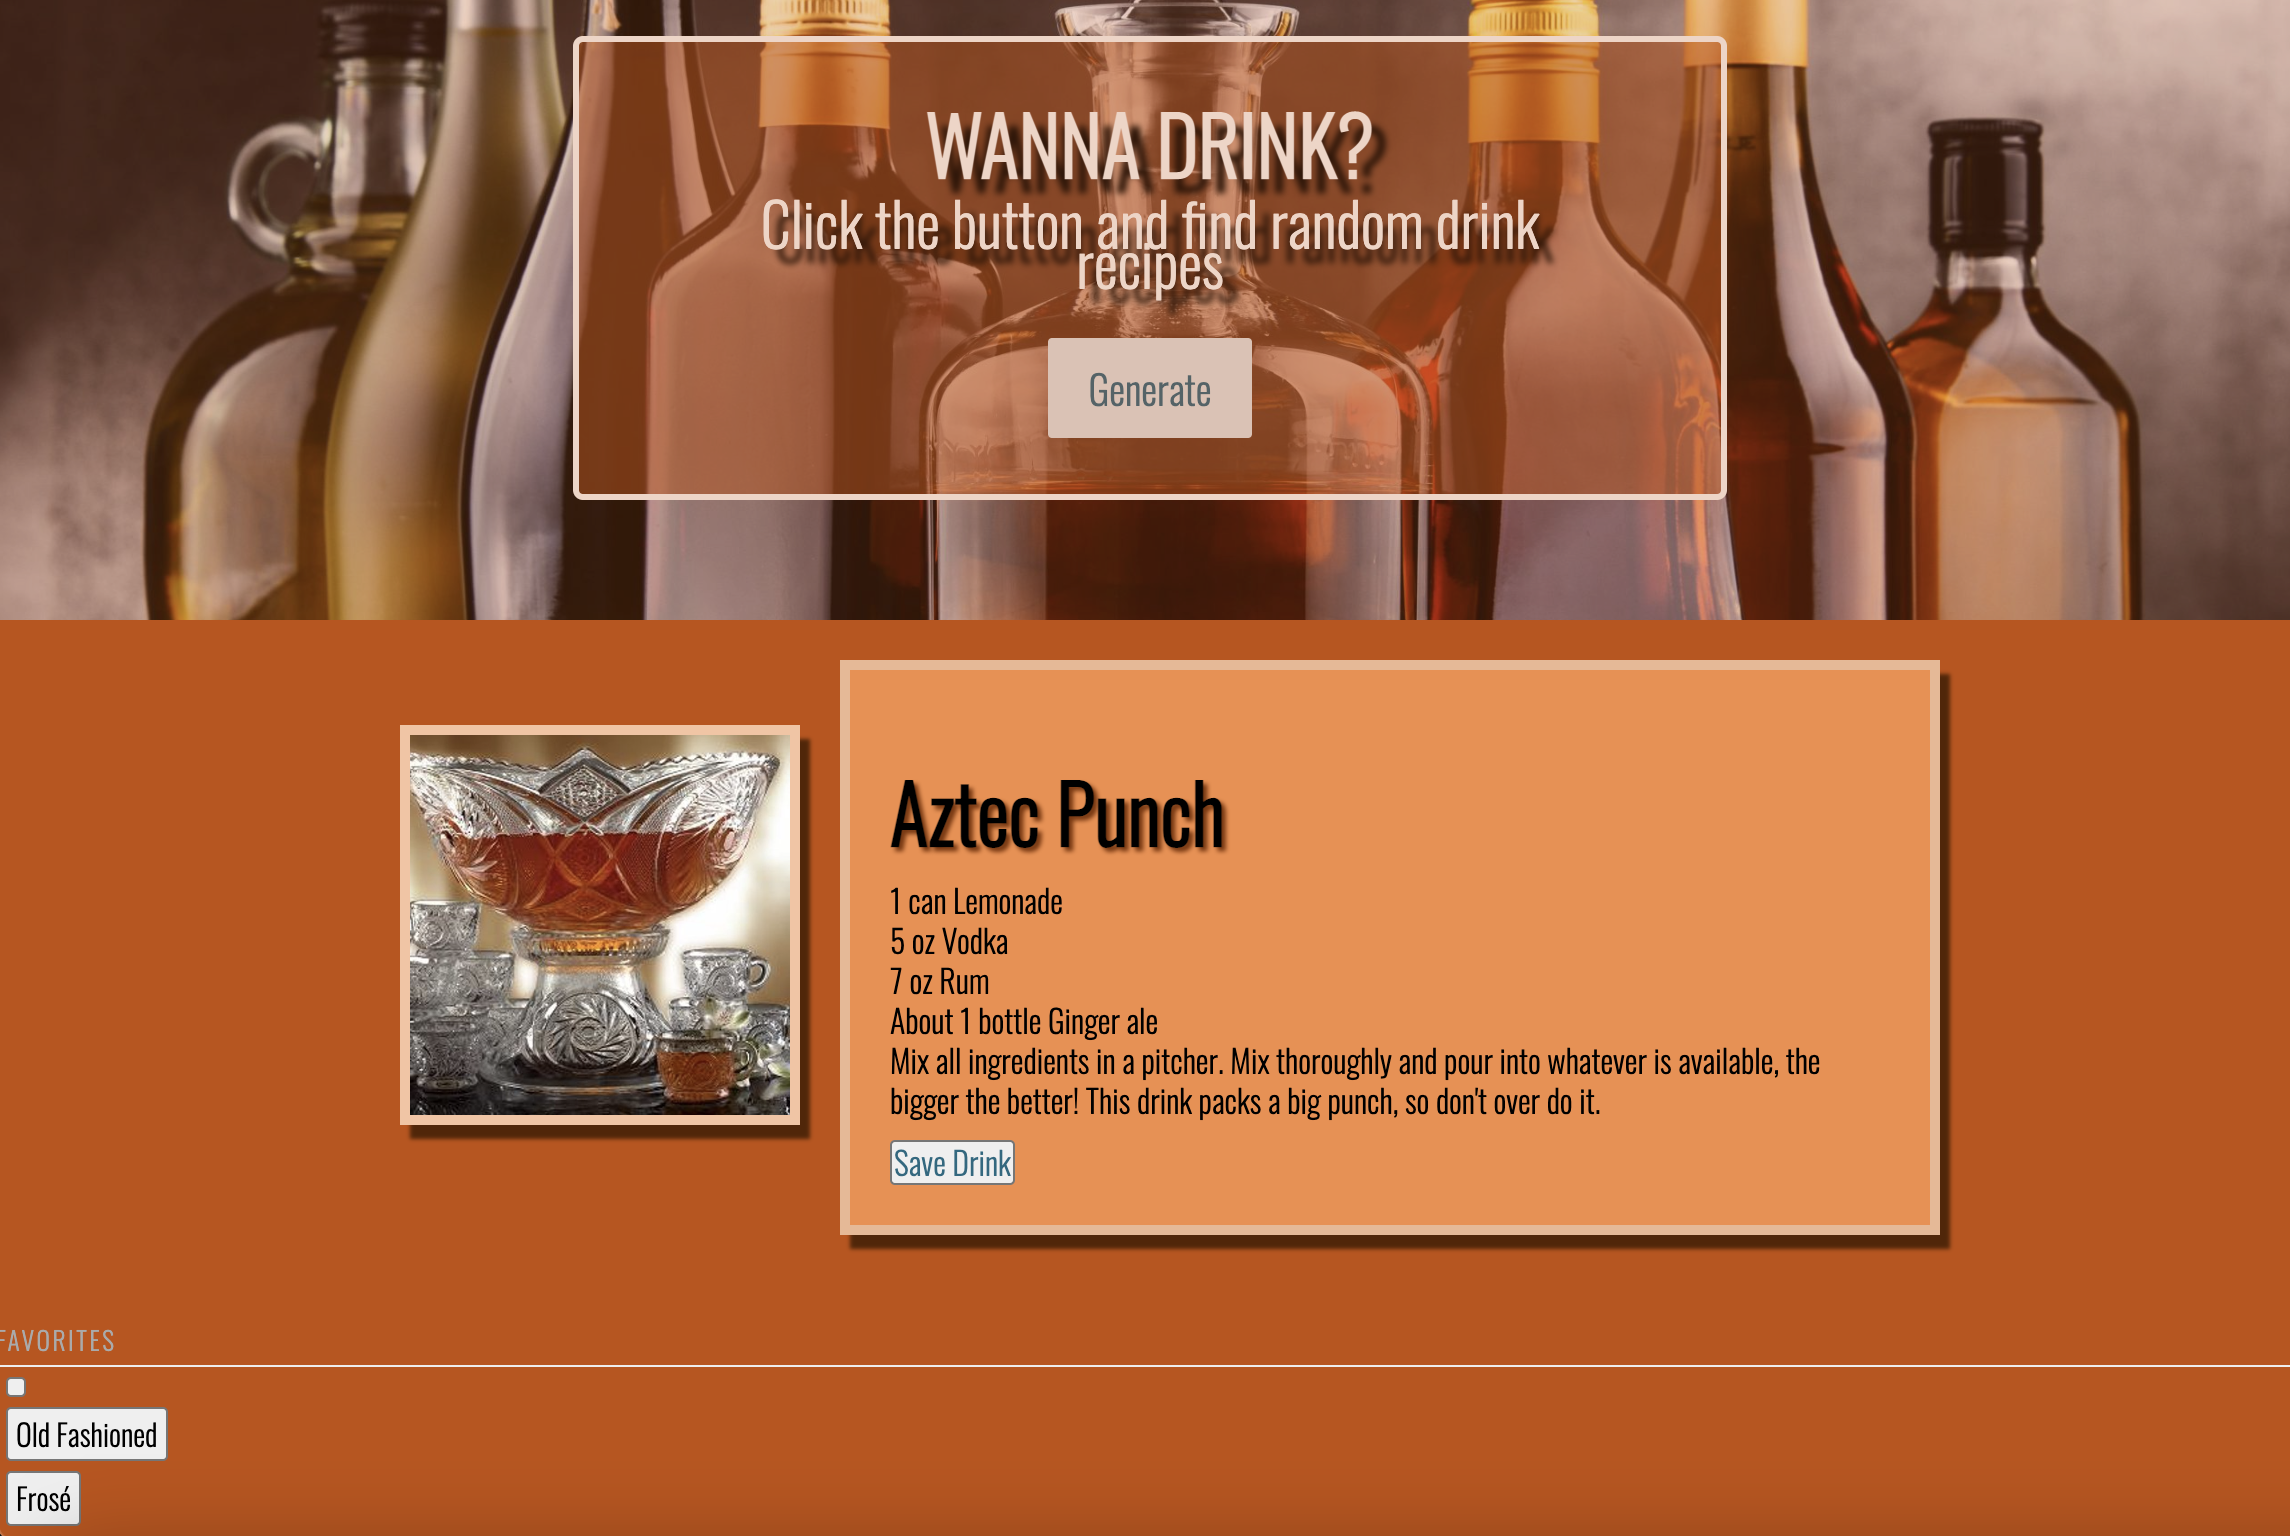 WANNA DRINK?
Click the button and find random drink
recipes
Generate
Aztec Punch
1 can Lemonade
5 oz Vodka
7 oz Rum
About 1 bottle Ginger ale
Mix all ingredients in a pitcher. Mix thoroughly and pour into whatever is available, the
bigger the better! This drink packs a big punch, so don't over do it.
Save Drink
FAVORITES
Old Fashioned
Frosé